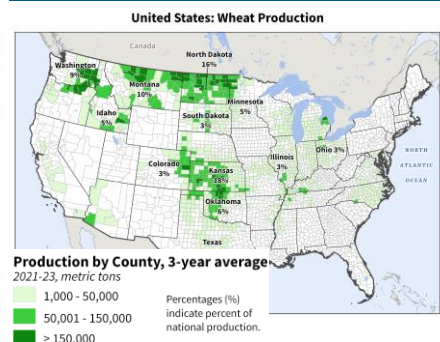 United States: Wheat Production
Canada
North Dakota
16%
Washington
9%
Montana
10%
Minnesota
5%
Idaho
5%
South Dakota
3%
Colorado
3%
Kansas
18%
Illinois
3%
Ohio 3%
NORTH
ATLANTIC
OCEAN
Oklahoma
6%
Texas
Production by County, 3-year average
2021-23, metric tons
1,000 - 50,000
50,001 - 150,000
> 150,000
Percentages (%)
indicate percent of
national production.